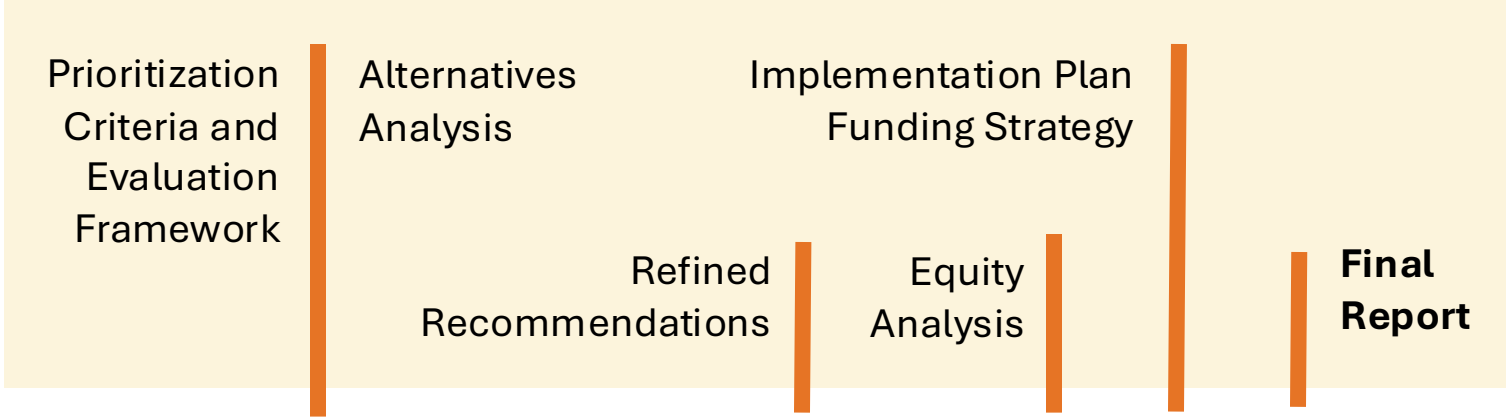 Prioritization
Criteria and
Evaluation
Framework
Alternatives
Analysis
Refined
Recommendations
Equity
Analysis
Implementation Plan
Funding Strategy
Final
Report